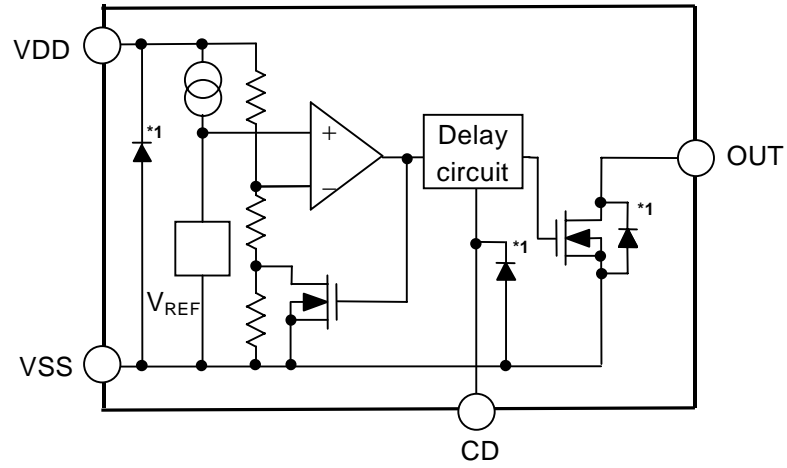 VDD
*1
+
−
Delay
circuit
OUT
*1
*1
VREF
VSS
CD